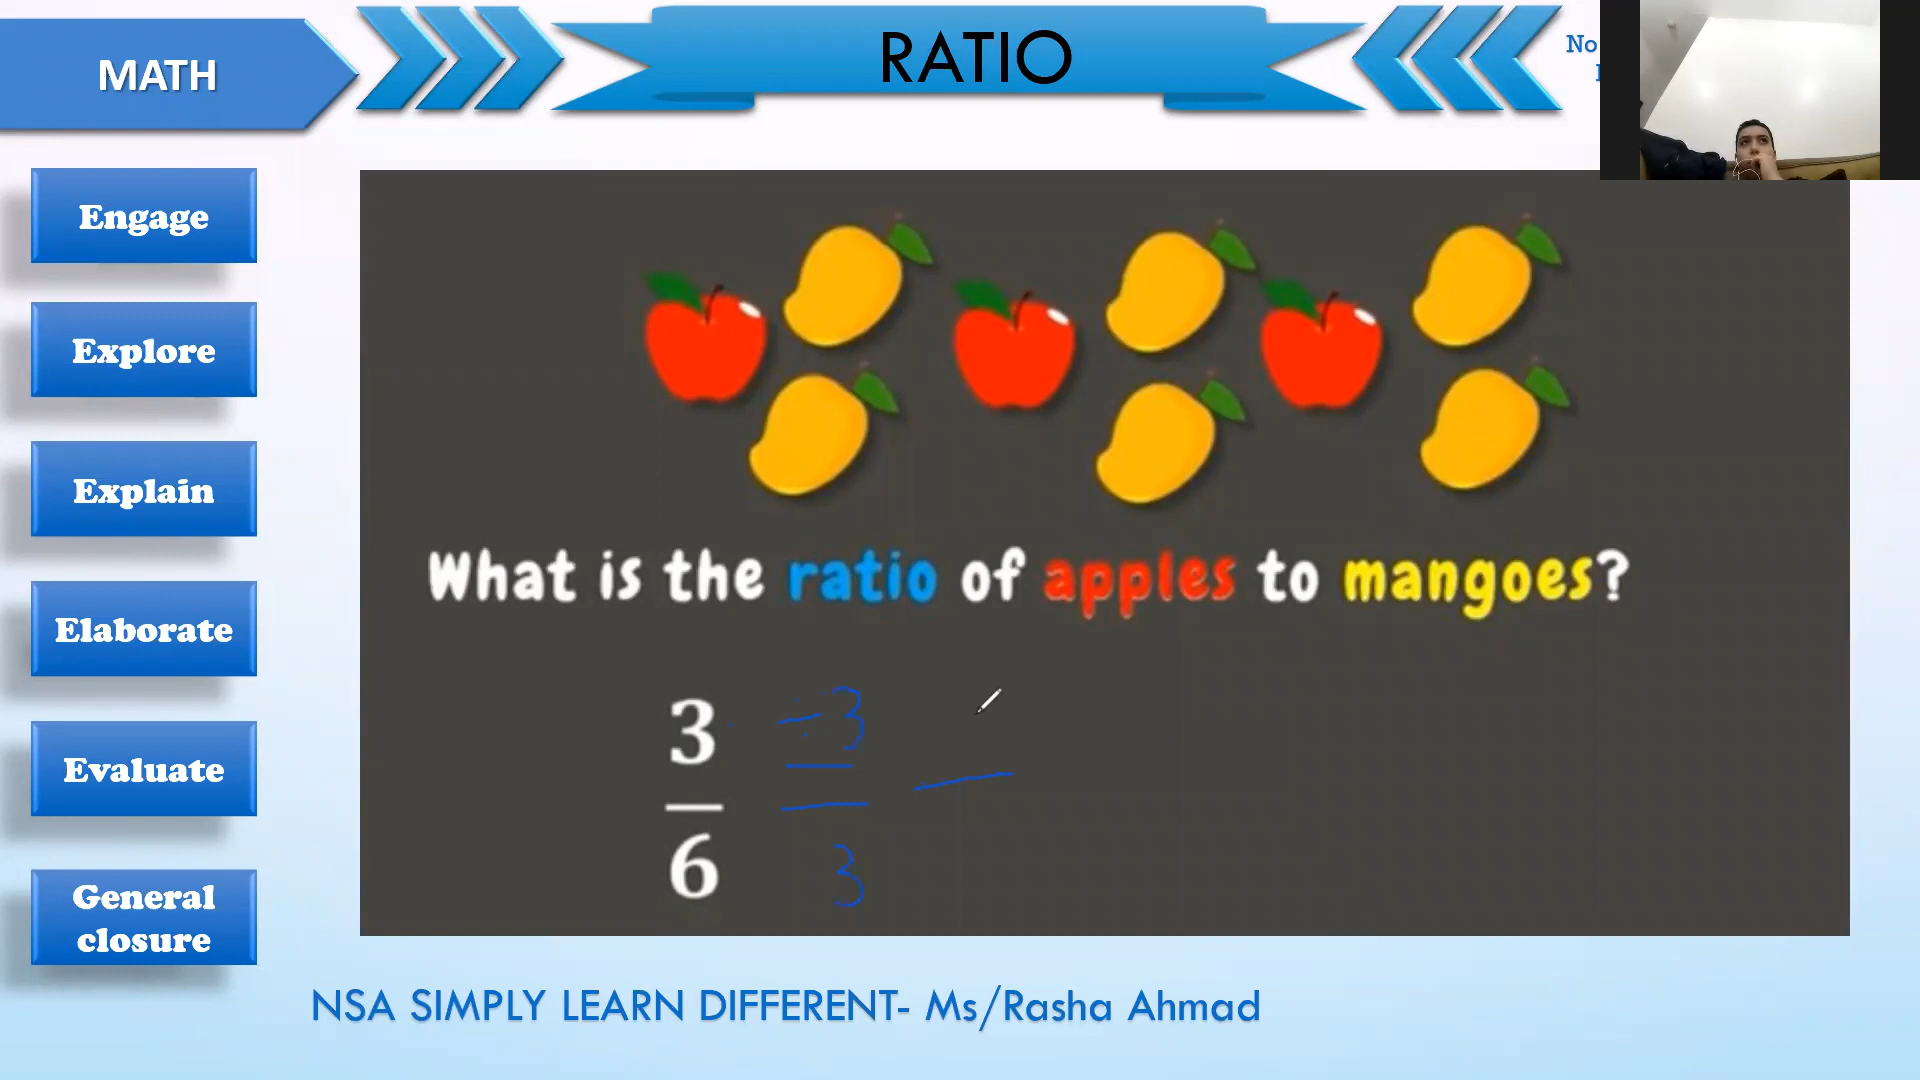 MATH
RATIO
No
Engage
Explore
Explain
Elaborate
Evaluate
General
closure
What is the ratio of apples to mangoes?
3
6
÷3
3
NSA SIMPLY LEARN DIFFERENT- Ms/Rasha Ahmad